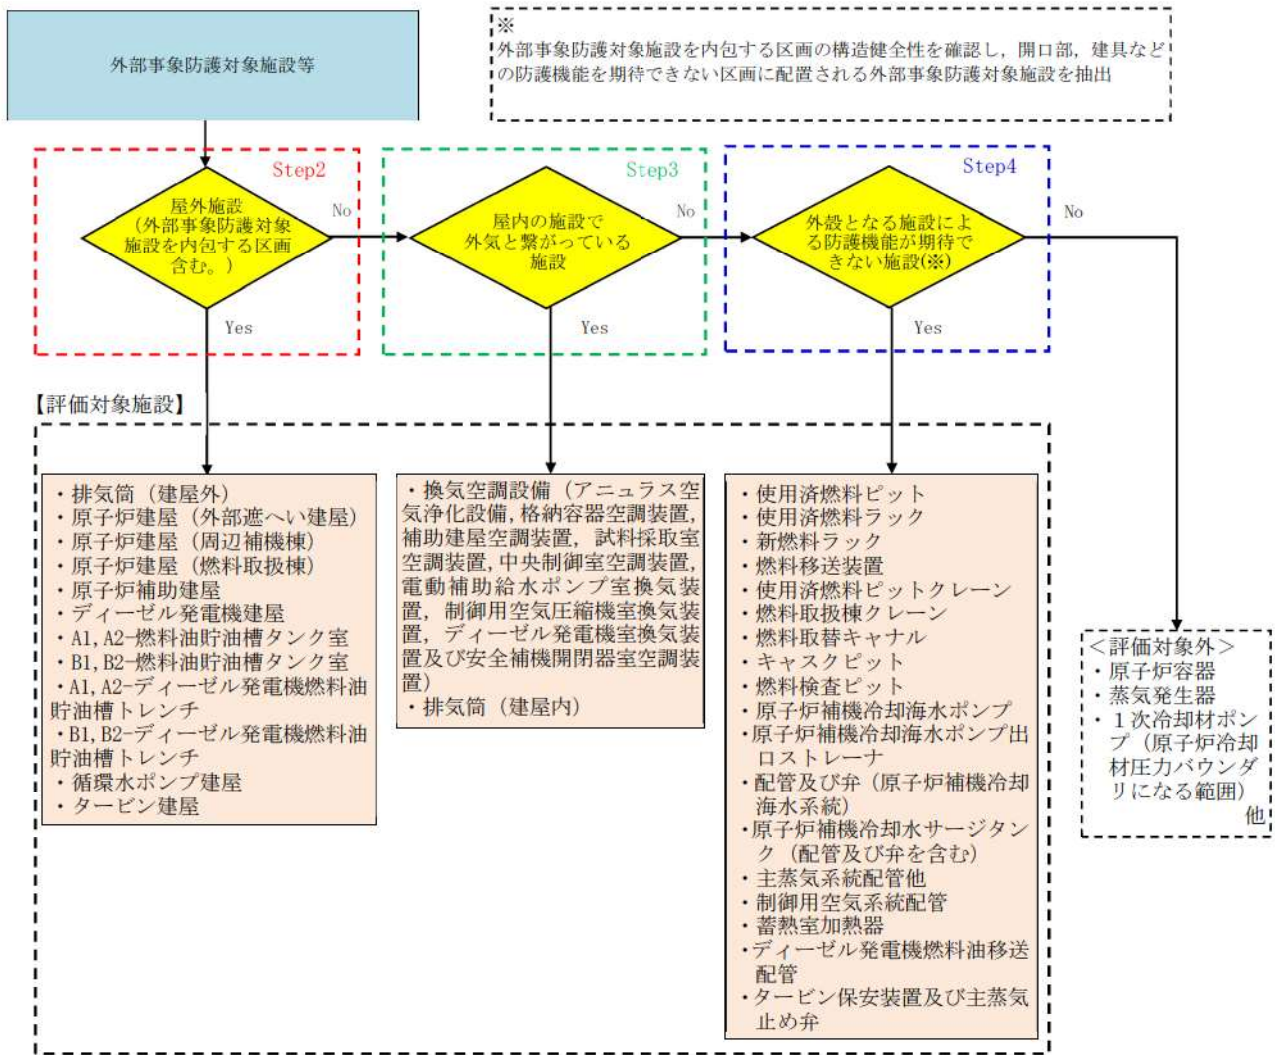 外部事象防護対象施設等
※
外部事象防護対象施設を内包する区画の構造健全性を確認し，開口部，建具など
の防護機能を期待できない区画に配置される外部事象防護対象施設を抽出
Step2
屋外施設
（外部事象防護対象
施設を内包する区画
含む。）
No
Yes
Step3
屋内の施設で
外気と繋がっている
施設
No
Yes
Step4
外殻となる施設によ
る防護機能が期待で
きない施設(※)
No
Yes
【評価対象施設】
・排気筒（建屋外）
・原子炉建屋（外部遮へい建屋）
・原子炉建屋（周辺補機棟）
・原子炉建屋（燃料取扱棟）
・原子炉補助建屋
・ディーゼル発電機建屋
・A1, A2-燃料油貯油槽タンク室
・B1, B2-燃料油貯油槽タンク室
・A1, A2-ディーゼル発電機燃料油
貯油槽トレンチ
・B1, B2-ディーゼル発電機燃料油
貯油槽トレンチ
・循環水ポンプ建屋
・タービン建屋
・換気空調設備（アニュラス空
気浄化設備，格納容器空調装置，
補助建屋空調装置，試料採取室
空調装置，中央制御室空調装置，
電動補助給水ポンプ室換気装
置，制御用空気圧縮機室換気装
置，ディーゼル発電機室換気装
置及び安全補機開閉器室空調装
置）
・排気筒（建屋内）
・使用済燃料ピット
・使用済燃料ラック
・新燃料ラック
・燃料移送装置
・使用済燃料ピットクレーン
・燃料取扱棟クレーン
・燃料取替キャナル
・キャスクピット
・燃料検査ピット
・原子炉補機冷却海水ポンプ
・原子炉補機冷却海水ポンプ出
口ストレーナ
・配管及び弁（原子炉補機冷却
海水系統）
・原子炉補機冷却水サージタン
ク（配管及び弁を含む）
・主蒸気系統配管他
・制御用空気系統配管
・蓄熱室加熱器
・ディーゼル発電機燃料油移送
配管
・タービン保安装置及び主蒸気
止め弁
＜評価対象外＞
・原子炉容器
・蒸気発生器
・１次冷却材ポン
プ（原子炉冷却
材圧力バウンダ
リになる範囲）
他